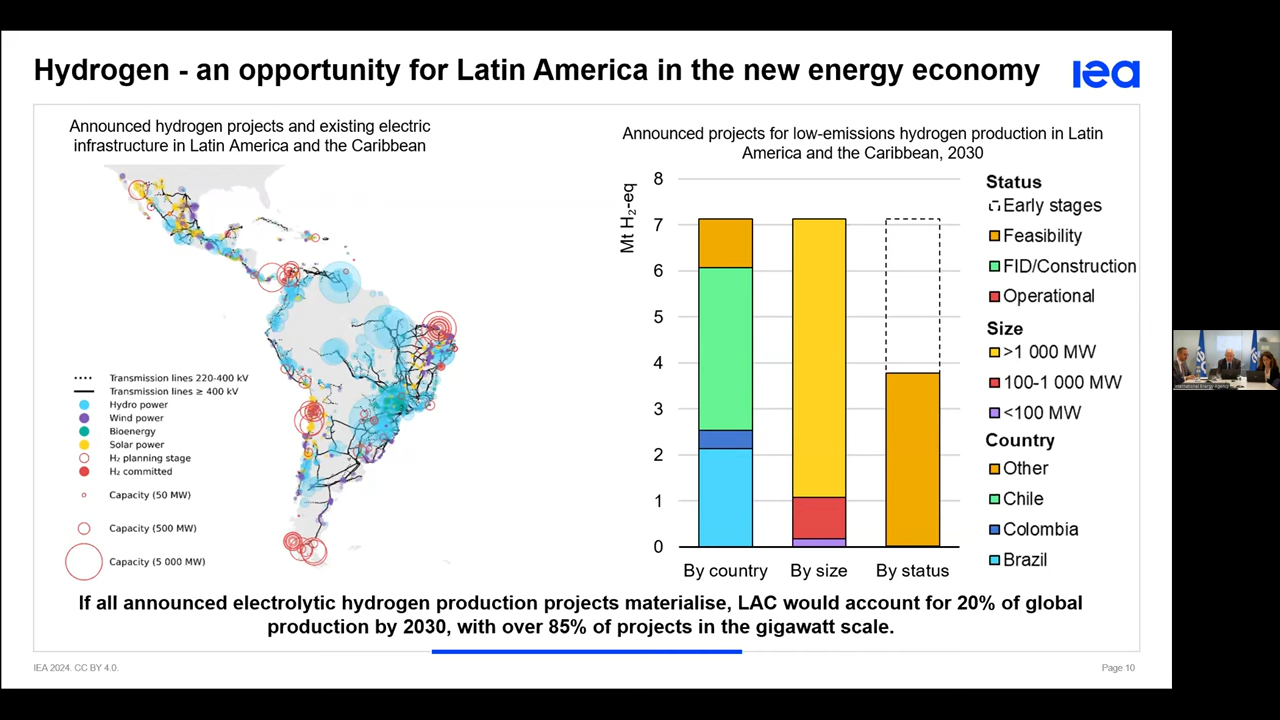 Hydrogen - an opportunity for Latin America in the new energy economy
iea
Announced hydrogen projects and existing electric
infrastructure in Latin America and the Caribbean
Transmission lines 220-400 kV
Transmission lines ≥ 400 kV
Hydro power
Wind power
Bioenergy
Solar power
H₂ planning stage
H₂ committed
Capacity (50 MW)
Capacity (500 MW)
Capacity (5 000 MW)
Announced projects for low-emissions hydrogen production in Latin
America and the Caribbean, 2030
Mt H₂-eq
8
7
6
5
4
3
2
1
0
By country
By size
By status
Status
Early stages
Feasibility
FID/Construction
Operational
Size
>1 000 MW
100-1 000 MW
<100 MW
Country
Other
Chile
Colombia
Brazil
If all announced electrolytic hydrogen production projects materialise, LAC would account for 20% of global
production by 2030, with over 85% of projects in the gigawatt scale.
IEA 2024. CC BY 4.0.
Page 10
International Energy Agency